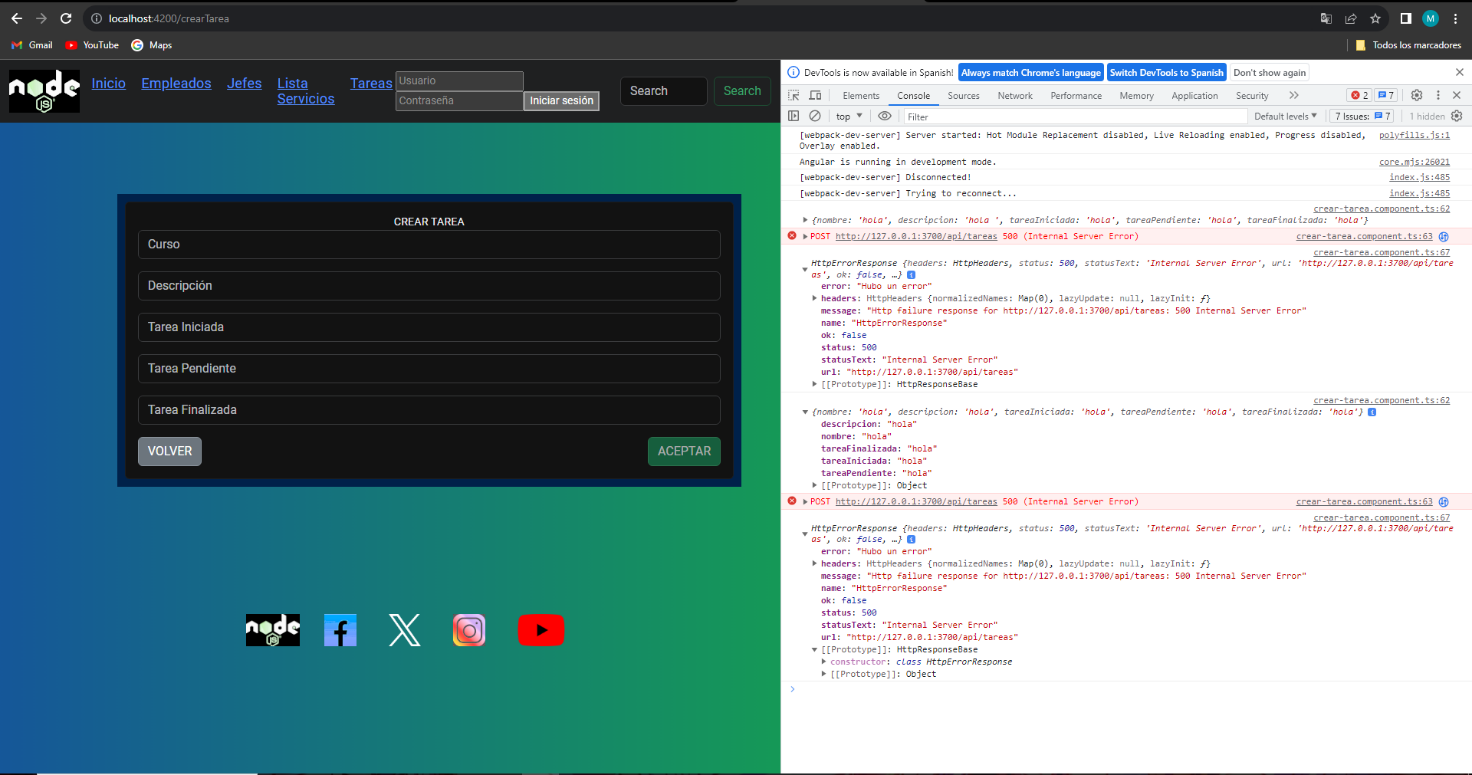 localhost:4200/crearTarea
M
Gmail
YouTube
Maps
Todos los marcadores
node
JS
Inicio
Empleados
Jefes
Lista
Servicios
Tareas
Usuario
Contraseña
Iniciar sesión
Search
Search
CREAR TAREA
Curso
Descripción
Tarea Iniciada
Tarea Pendiente
Tarea Finalizada
VOLVER
ACEPTAR
node
JS
DevTools is now available in Spanish!
Always match Chrome's language
Switch DevTools to Spanish
Don't show again
Elements
Console
Sources
Network
Performance
Memory
Application
Security
2
7
top
Filter
Default levels
7 Issues:
7
1 hidden
[webpack-dev-server] Server started: Hot Module Replacement disabled, Live Reloading enabled, Progress disabled, polyfills.js:1
Overlay enabled.
Angular is running in development mode. core.mjs:26021
[webpack-dev-server] Disconnected! index.js:485
[webpack-dev-server] Trying to reconnect... index.js:485
crear-tarea.component.ts:62
{nombre: 'hola', descripcion: 'hola ', tareaIniciada: 'hola', tareaPendiente: 'hola', tareaFinalizada: 'hola'}
POST http://127.0.0.1:3700/api/tareas 500 (Internal Server Error) crear-tarea.component.ts:63
crear-tarea.component.ts:67
HttpErrorResponse {headers: HttpHeaders, status: 500, statusText: 'Internal Server Error', url: 'http://127.0.0.1:3700/api/tare
as', ok: false, …}
error: "Hubo un error"
headers: HttpHeaders {normalizedNames: Map(0), lazyUpdate: null, lazyInit: ƒ}
message: "Http failure response for http://127.0.0.1:3700/api/tareas: 500 Internal Server Error"
name: "HttpErrorResponse"
ok: false
status: 500
statusText: "Internal Server Error"
url: "http://127.0.0.1:3700/api/tareas"
[[Prototype]]: HttpResponseBase
crear-tarea.component.ts:62
{nombre: 'hola', descripcion: 'hola', tareaIniciada: 'hola', tareaPendiente: 'hola', tareaFinalizada: 'hola'}
descripcion: "hola"
nombre: "hola"
tareaFinalizada: "hola"
tareaIniciada: "hola"
tareaPendiente: "hola"
[[Prototype]]: Object
POST http://127.0.0.1:3700/api/tareas 500 (Internal Server Error) crear-tarea.component.ts:63
crear-tarea.component.ts:67
HttpErrorResponse {headers: HttpHeaders, status: 500, statusText: 'Internal Server Error', url: 'http://127.0.0.1:3700/api/tare
as', ok: false, …}
error: "Hubo un error"
headers: HttpHeaders {normalizedNames: Map(0), lazyUpdate: null, lazyInit: ƒ}
message: "Http failure response for http://127.0.0.1:3700/api/tareas: 500 Internal Server Error"
name: "HttpErrorResponse"
ok: false
status: 500
statusText: "Internal Server Error"
url: "http://127.0.0.1:3700/api/tareas"
[[Prototype]]: HttpResponseBase
constructor: class HttpErrorResponse
[[Prototype]]: Object